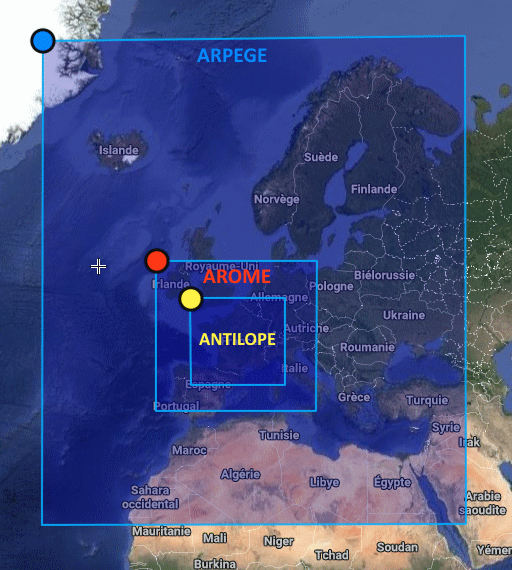 ARPEGE
Islande
Suède
Finlande
Norvège
Royaume-Uni
AROME
Biélorussie
Irlande
Pologne
Allemagne
Ukraine
Autriche
ANTILOPE
Roumanie
Italie
Espagne
Grèce
Turquie
Portugal
Syrie
Tunisie
Irak
Maroc
Algérie
Libye
Égypte
Sahara
occidental
Arabie
saoudite
Mauritanie
Mali
Niger
Soudan
Yémen
Tchad
Burkina